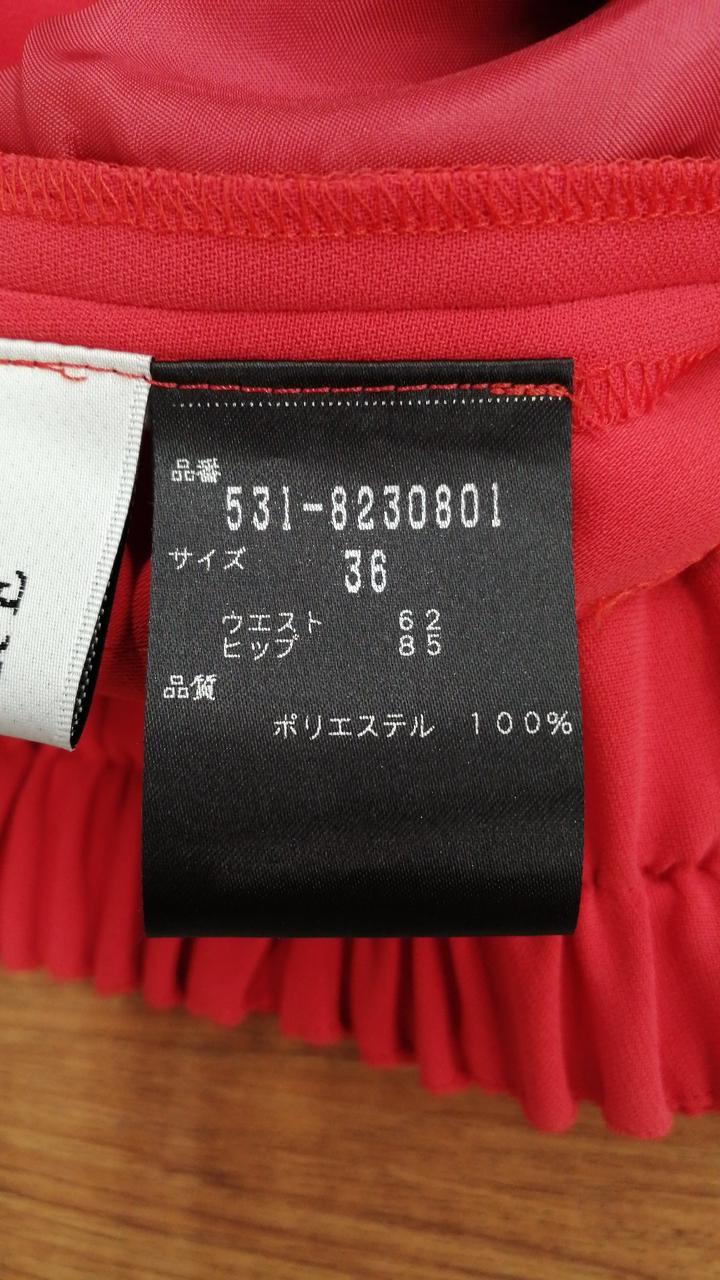 品番
531-8230801
サイズ 36
ウエスト 62
ヒップ 85
品質
ポリエステル 100%